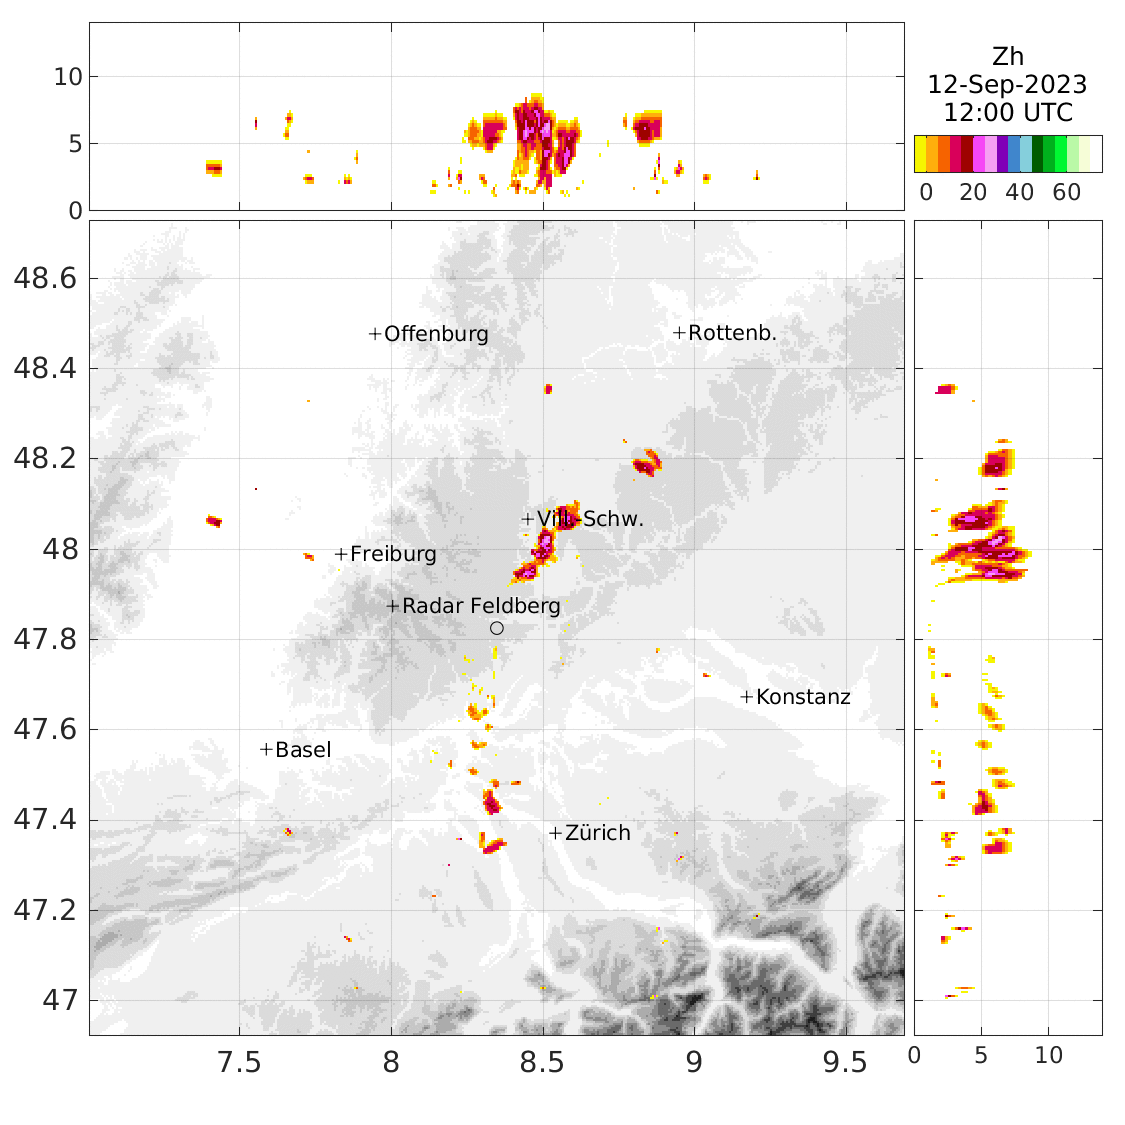 Zh
12-Sep-2023
12:00 UTC
0 20 40 60
10
5
0
48.6
+Offenburg
+Rottenb.
48.4
48.2
+Vill.-Schw.
48
+Freiburg
+Radar Feldberg
47.8
+Konstanz
47.6
+Basel
47.4
+Zürich
47.2
47
7.5 8 8.5 9 9.5
0 5 10